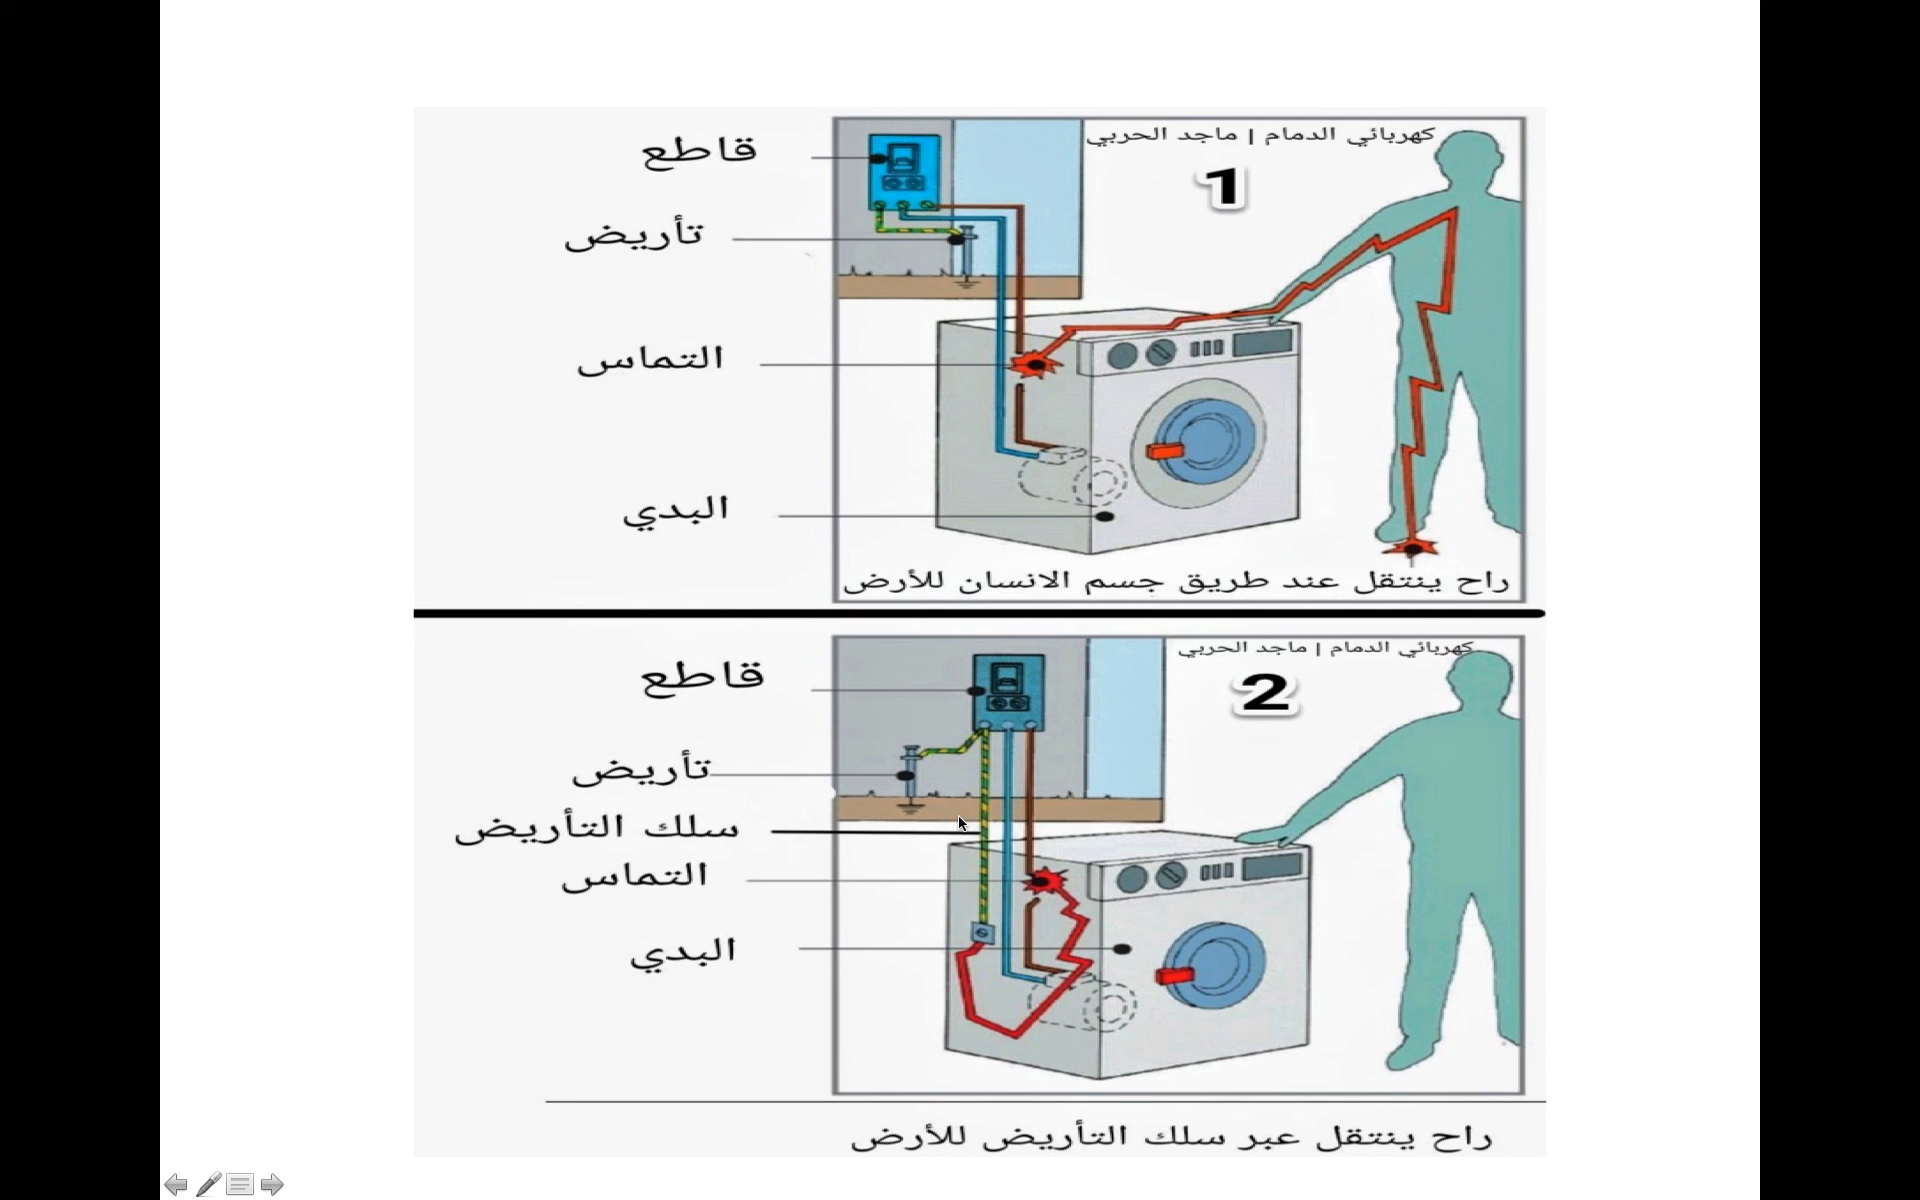 كهربائي الدمام | ماجد الحربي
1
قاطع
تأريض
التماس
البدي
راح ينتقل عند طريق جسم الانسان للأرض
كهربائي الدمام | ماجد الحربي
2
قاطع
تأريض
سلك التأريض
التماس
البدي
راح ينتقل عبر سلك التأريض للأرض